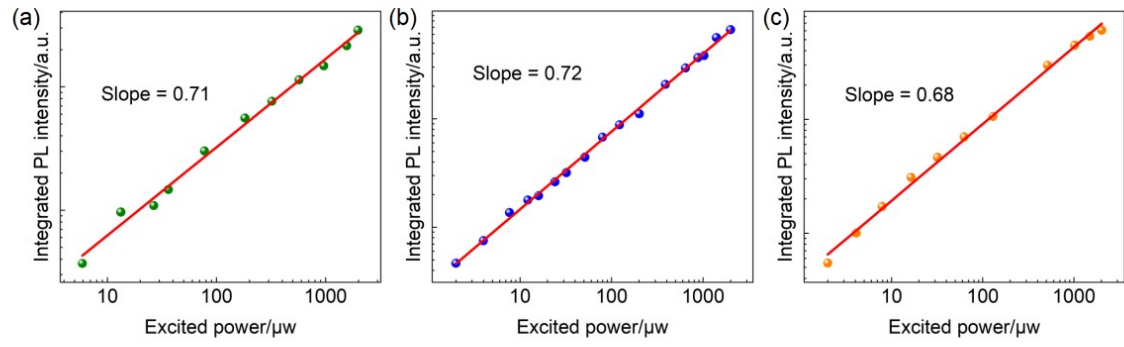 (a)
Integrated PL intensity/a.u.
Slope = 0.71
10 100 1000
Excited power/μw
(b)
Integrated PL intensity/a.u.
Slope = 0.72
10 100 1000
Excited power/μw
(c)
Integrated PL intensity/a.u.
Slope = 0.68
10 100 1000
Excited power/μw